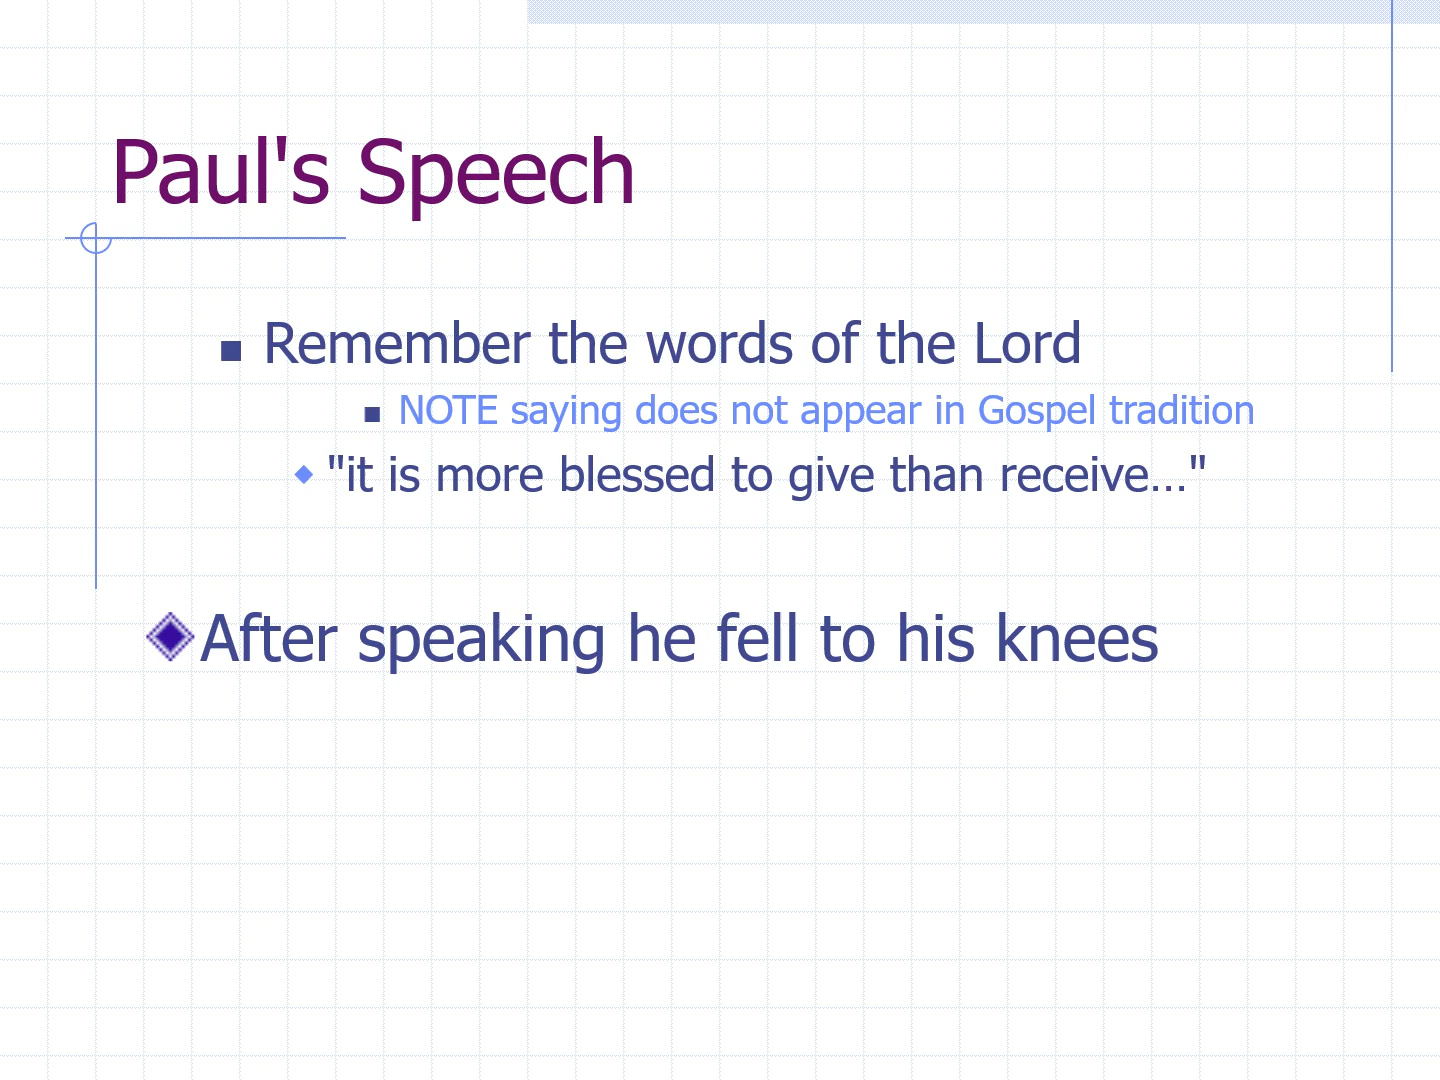 Paul's Speech
Remember the words of the Lord
NOTE saying does not appear in Gospel tradition
"it is more blessed to give than receive…"
After speaking he fell to his knees